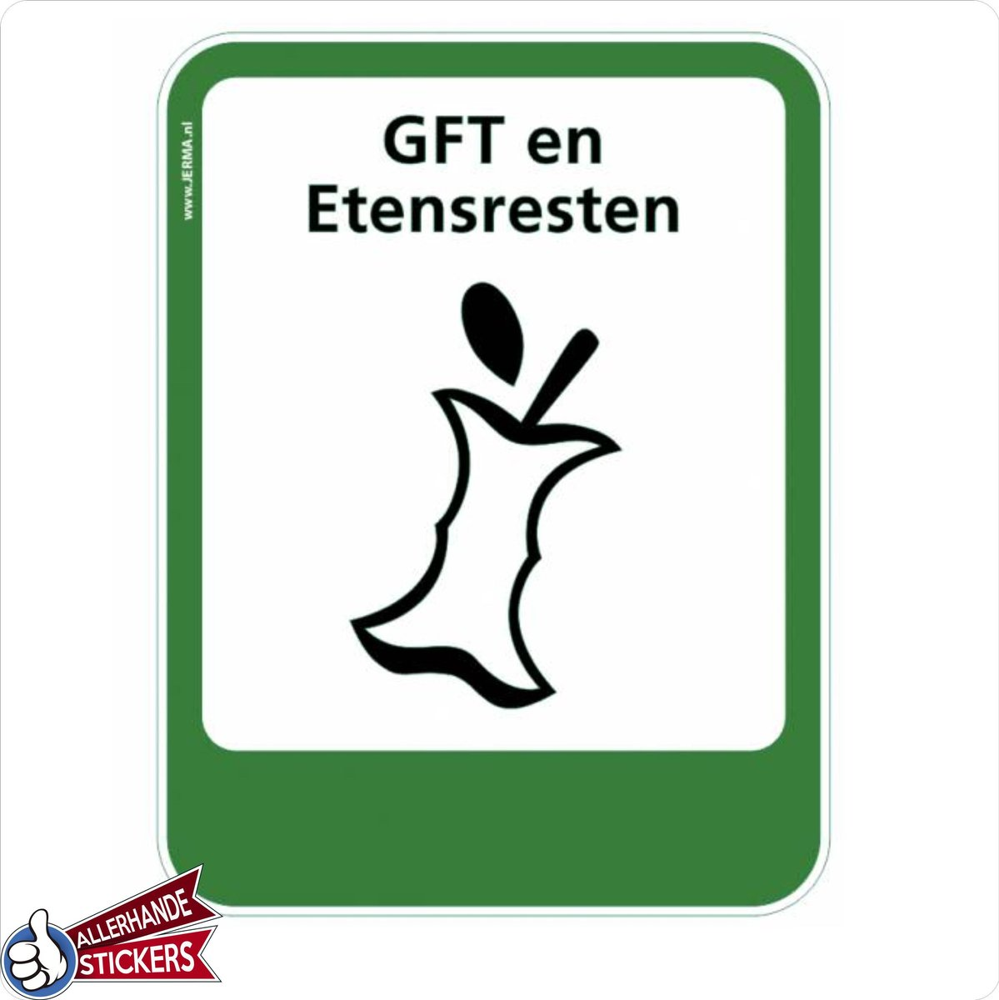 GFT en
Etensresten
www.JERMA.nl
ALLERHANDE
STICKERS